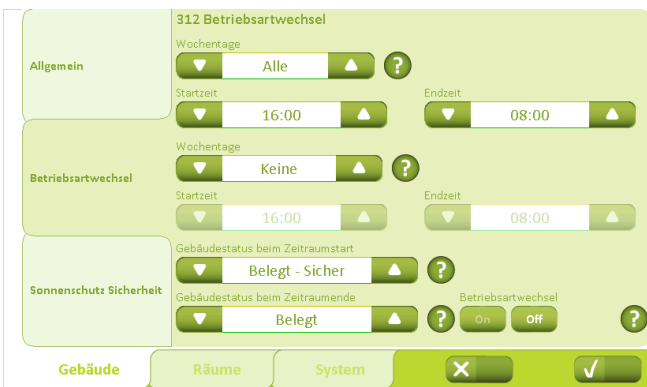 312 Betriebsartwechsel
Wochentage
Allgemein
Alle
?
Startzeit
Endzeit
16:00
08:00
Wochentage
Betriebsartwechsel
Keine
?
Startzeit
Endzeit
16:00
08:00
Gebäudestatus beim Zeitraumstart
Belegt - Sicher
?
Sonnenschutz Sicherheit
Gebäudestatus beim Zeitraumende
Betriebsartwechsel
Belegt
?
On
Off
?
Gebäude
Räume
System